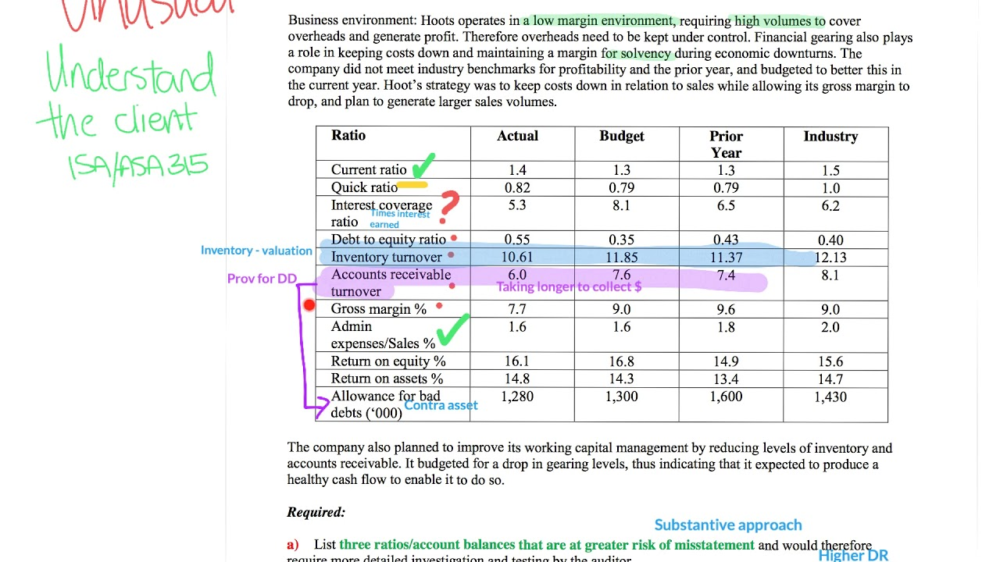 Unusual
Understand
the client
ISA/ASA 315
Business environment: Hoots operates in a low margin environment, requiring high volumes to cover
overheads and generate profit. Therefore overheads need to be kept under control. Financial gearing also plays
a role in keeping costs down and maintaining a margin for solvency during economic downturns. The
company did not meet industry benchmarks for profitability and the prior year, and budgeted to better this in
the current year. Hoot's strategy was to keep costs down in relation to sales while allowing its gross margin to
drop, and plan to generate larger sales volumes.
Ratio Actual Budget Prior Year Industry
Current ratio 1.4 1.3 1.3 1.5
Quick ratio 0.82 0.79 0.79 1.0
Interest coverage ? 5.3 8.1 6.5 6.2
Times interest
ratio earned
Debt to equity ratio 0.55 0.35 0.43 0.40
Inventory - valuation
Inventory turnover 10.61 11.85 11.37 12.13
Prov for DD
Accounts receivable 6.0 7.6 7.4 8.1
turnover
Taking longer to collect $
Gross margin % 7.7 9.0 9.6 9.0
Admin 1.6 1.6 1.8 2.0
expenses/Sales %
Return on equity % 16.1 16.8 14.9 15.6
Return on assets % 14.8 14.3 13.4 14.7
Allowance for bad 1,280 1,300 1,600 1,430
Contra asset
debts ('000)
The company also planned to improve its working capital management by reducing levels of inventory and
accounts receivable. It budgeted for a drop in gearing levels, thus indicating that it expected to produce a
healthy cash flow to enable it to do so.
Required:
Substantive approach
a) List three ratios/account balances that are at greater risk of misstatement and would therefore
Higher DR
require more detailed investigation and testing by the auditor.